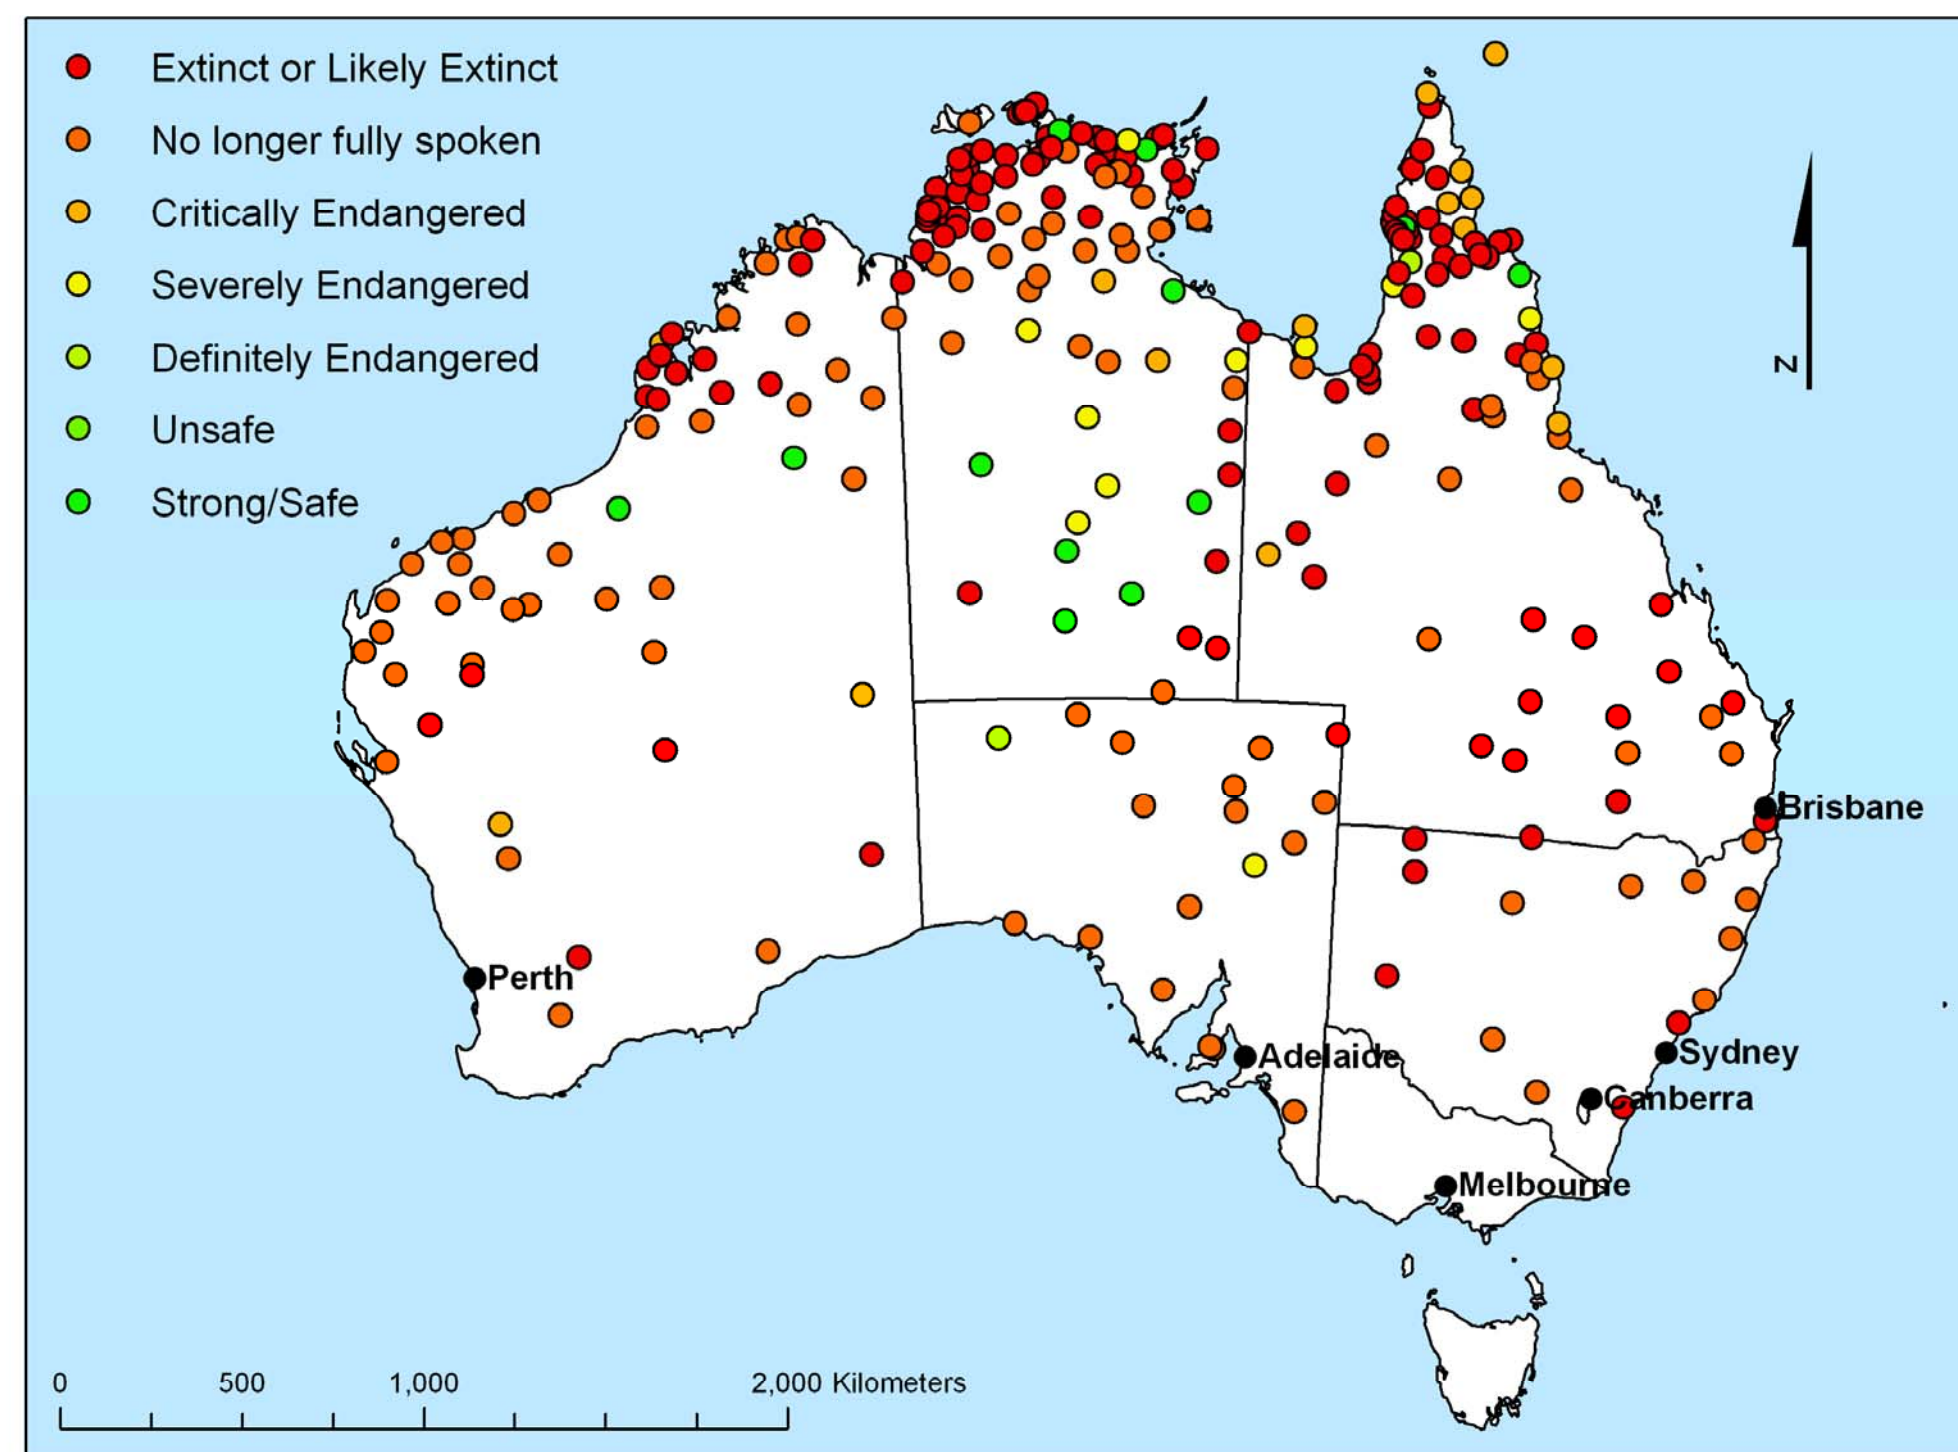 Extinct or Likely Extinct
No longer fully spoken
Critically Endangered
Severely Endangered
Definitely Endangered
Unsafe
Strong/Safe
N
Brisbane
Perth
Adelaide
Sydney
Canberra
Melbourne
0 500 1,000 2,000 Kilometers